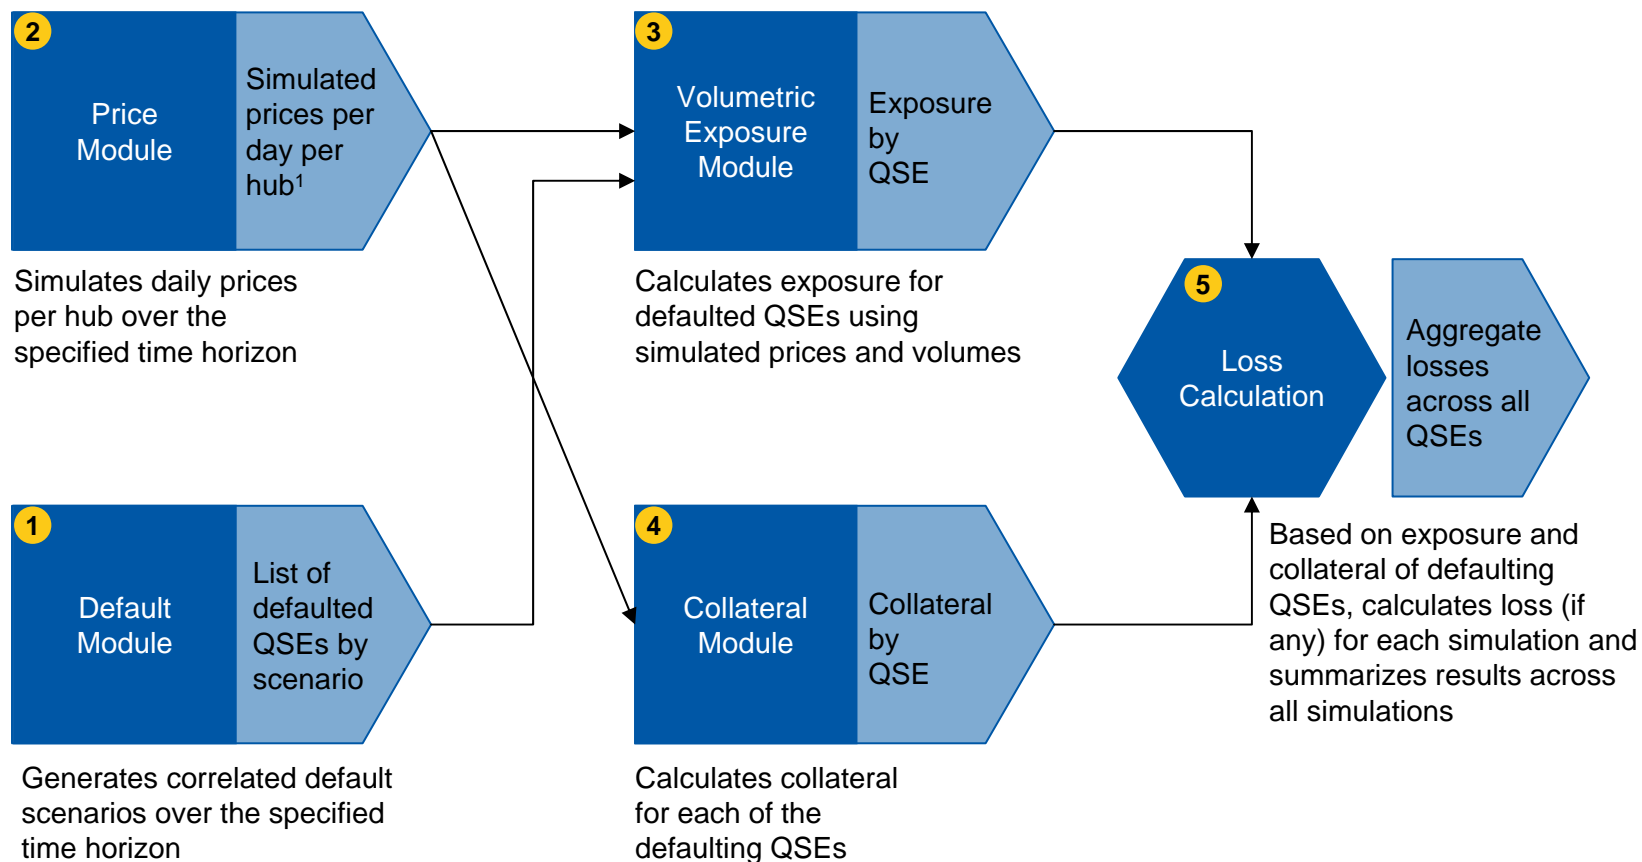 2
Price
Module
Simulated
prices per
day per
hub¹
Simulates daily prices
per hub over the
specified time horizon
3
Volumetric
Exposure
Module
Exposure
by
QSE
Calculates exposure for
defaulted QSEs using
simulated prices and volumes
5
Loss
Calculation
Aggregate
losses
across all
QSEs
Based on exposure and
collateral of defaulting
QSEs, calculates loss (if
any) for each simulation and
summarizes results across
all simulations
1
Default
Module
List of
defaulted
QSEs by
scenario
Generates correlated default
scenarios over the specified
time horizon
4
Collateral
Module
Collateral
by
QSE
Calculates collateral
for each of the
defaulting QSEs